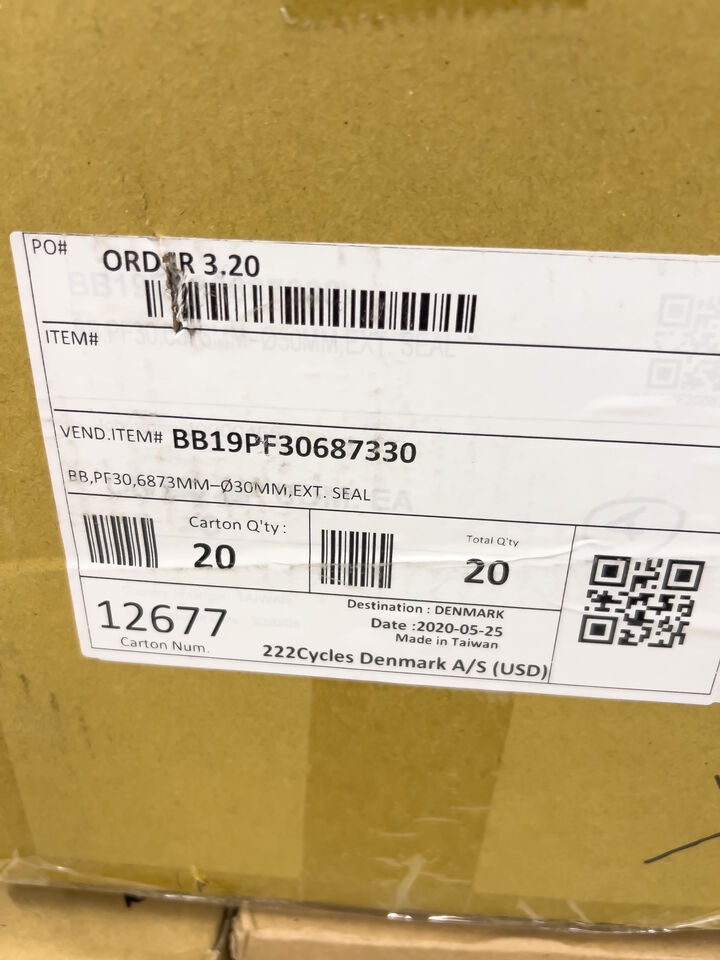 PO#
ORDER 3.20
ITEM#
VEND.ITEM# BB19PF30687330
BB,PF30,6873MM–Ø30MM,EXT. SEAL
Carton Q'ty :
20
Total Q'ty
20
12677
Carton Num.
Destination : DENMARK
Date :2020-05-25
Made in Taiwan
222Cycles Denmark A/S (USD)